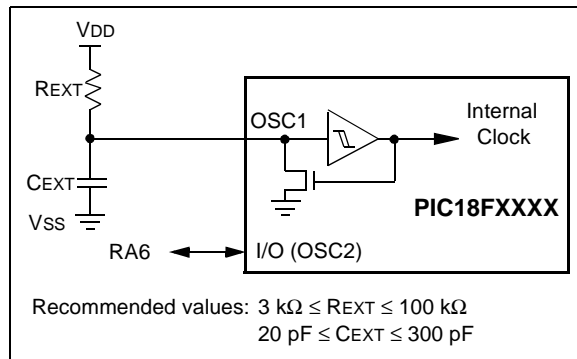 VDD
REXT
OSC1
Internal
Clock
CEXT
PIC18FXXXX
VSS
RA6
I/O (OSC2)
Recommended values: 3 kΩ ≤ REXT ≤ 100 kΩ
20 pF ≤ CEXT ≤ 300 pF